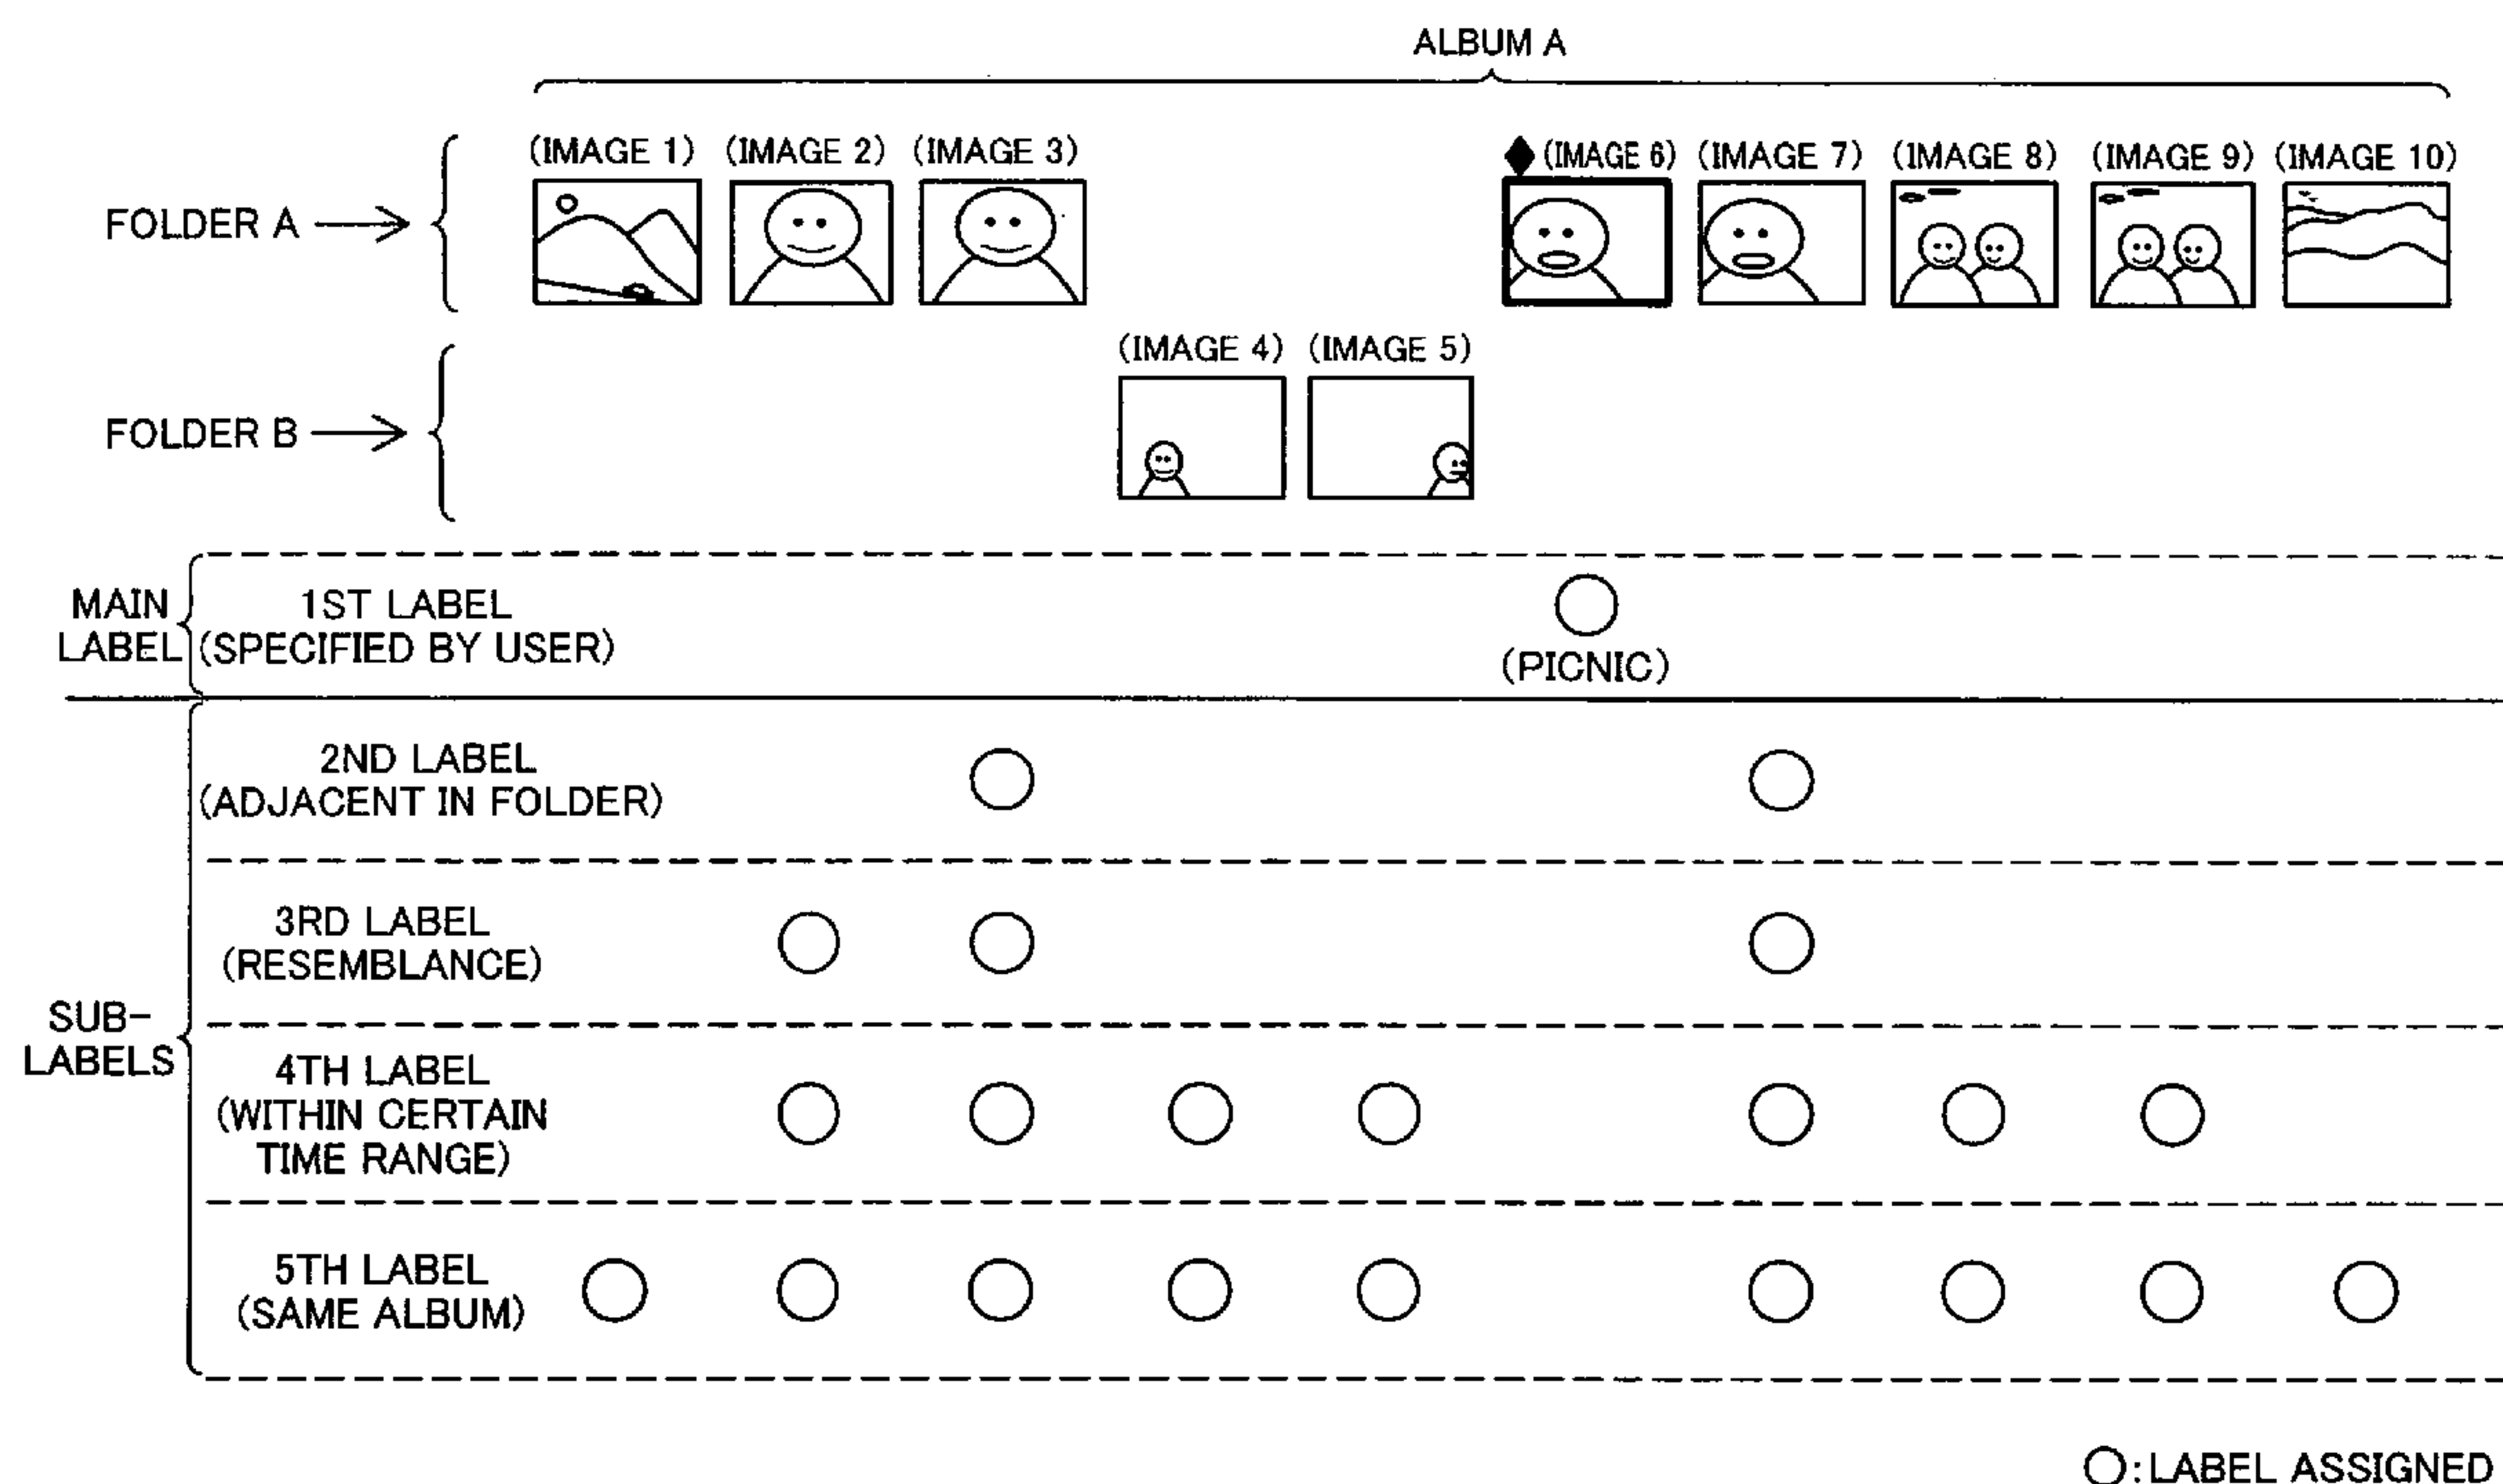 ALBUM A
(IMAGE 1) (IMAGE 2) (IMAGE 3) (IMAGE 6) (IMAGE 7) (IMAGE 8) (IMAGE 9) (IMAGE 10)
FOLDER A
(IMAGE 4) (IMAGE 5)
FOLDER B
MAIN
LABEL
1ST LABEL
(SPECIFIED BY USER)
(PICNIC)
SUB-
LABELS
2ND LABEL
(ADJACENT IN FOLDER)
3RD LABEL
(RESEMBLANCE)
4TH LABEL
(WITHIN CERTAIN
TIME RANGE)
5TH LABEL
(SAME ALBUM)
○:LABEL ASSIGNED